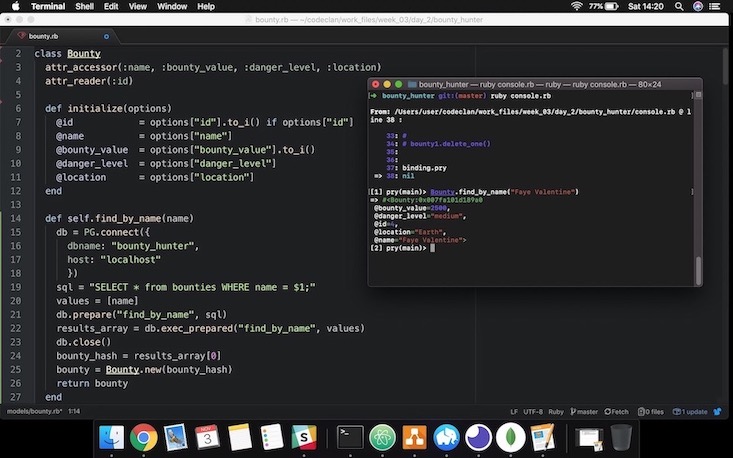 Terminal Shell Edit View Window Help 77% Sat 14:20
bounty.rb — ~/codeclan/work_files/week_03/day_2/bounty_hunter
bounty.rb
2 class Bounty
3 attr_accessor(:name, :bounty_value, :danger_level, :location)
4 attr_reader(:id)
5
6 def initialize(options)
7 @id = options["id"].to_i() if options["id"]
8 @name = options["name"]
9 @bounty_value = options["bounty_value"].to_i()
10 @danger_level = options["danger_level"]
11 @location = options["location"]
12 end
13
14 def self.find_by_name(name)
15 db = PG.connect({
16 dbname: "bounty_hunter",
17 host: "localhost"
18 })
19 sql = "SELECT * from bounties WHERE name = $1;"
20 values = [name]
21 db.prepare("find_by_name", sql)
22 results_array = db.exec_prepared("find_by_name", values)
23 db.close()
24 bounty_hash = results_array[0]
25 bounty = Bounty.new(bounty_hash)
26 return bounty
27 end
bounty_hunter — ruby console.rb — ruby — ruby console.rb — 80×24
➜ bounty_hunter git:(master) ruby console.rb
From: /Users/user/codeclan/work_files/week_03/day_2/bounty_hunter/console.rb @ l
ine 38 :
33: #
34: # bounty1.delete_one()
35:
36:
37: binding.pry
=> 38: nil
[1] pry(main)> Bounty.find_by_name("Faye Valentine")
=> #<Bounty:0x007fa101d189a0
@bounty_value=2500,
@danger_level="medium",
@location="Earth",
@name="Faye Valentine">
[2] pry(main)>
models/bounty.rb* 1:14 LF UTF-8 Ruby master Fetch 0 files 1 update
NOV
3